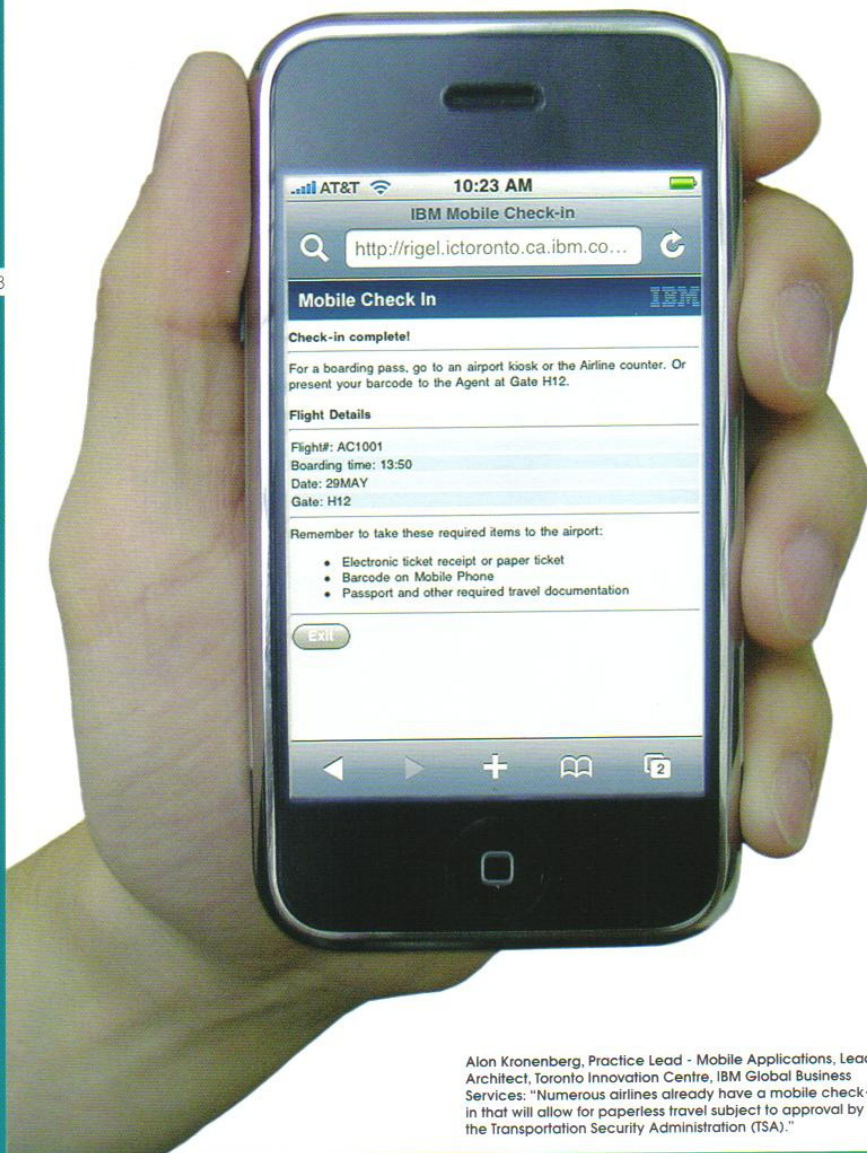 AT&T 10:23 AM
IBM Mobile Check-in
http://rigel.ictoronto.ca.ibm.co...
Mobile Check In IBM
Check-in complete!
For a boarding pass, go to an airport kiosk or the Airline counter. Or
present your barcode to the Agent at Gate H12.
Flight Details
Flight#: AC1001
Boarding time: 13:50
Date: 29MAY
Gate: H12
Remember to take these required items to the airport:
• Electronic ticket receipt or paper ticket
• Barcode on Mobile Phone
• Passport and other required travel documentation
Exit
2
Alon Kronenberg, Practice Lead - Mobile Applications, Lead
Architect, Toronto Innovation Centre, IBM Global Business
Services: "Numerous airlines already have a mobile check-
in that will allow for paperless travel subject to approval by
the Transportation Security Administration (TSA)."